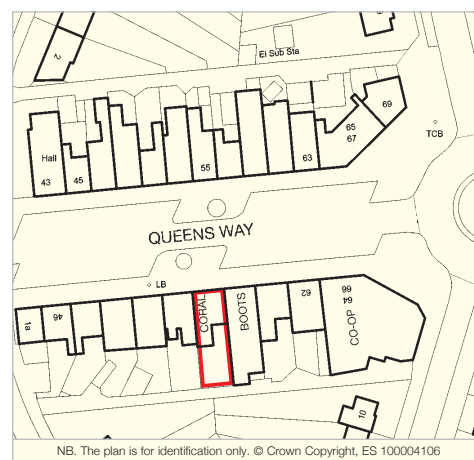 2
El Sub Sta
69
65
67
TCB
Hall
55
63
43
45
QUEENS WAY
LB
CORAL
BOOTS
62
66
64
CO-OP
46
18
10
NB. The plan is for identification only. © Crown Copyright, ES 100004106